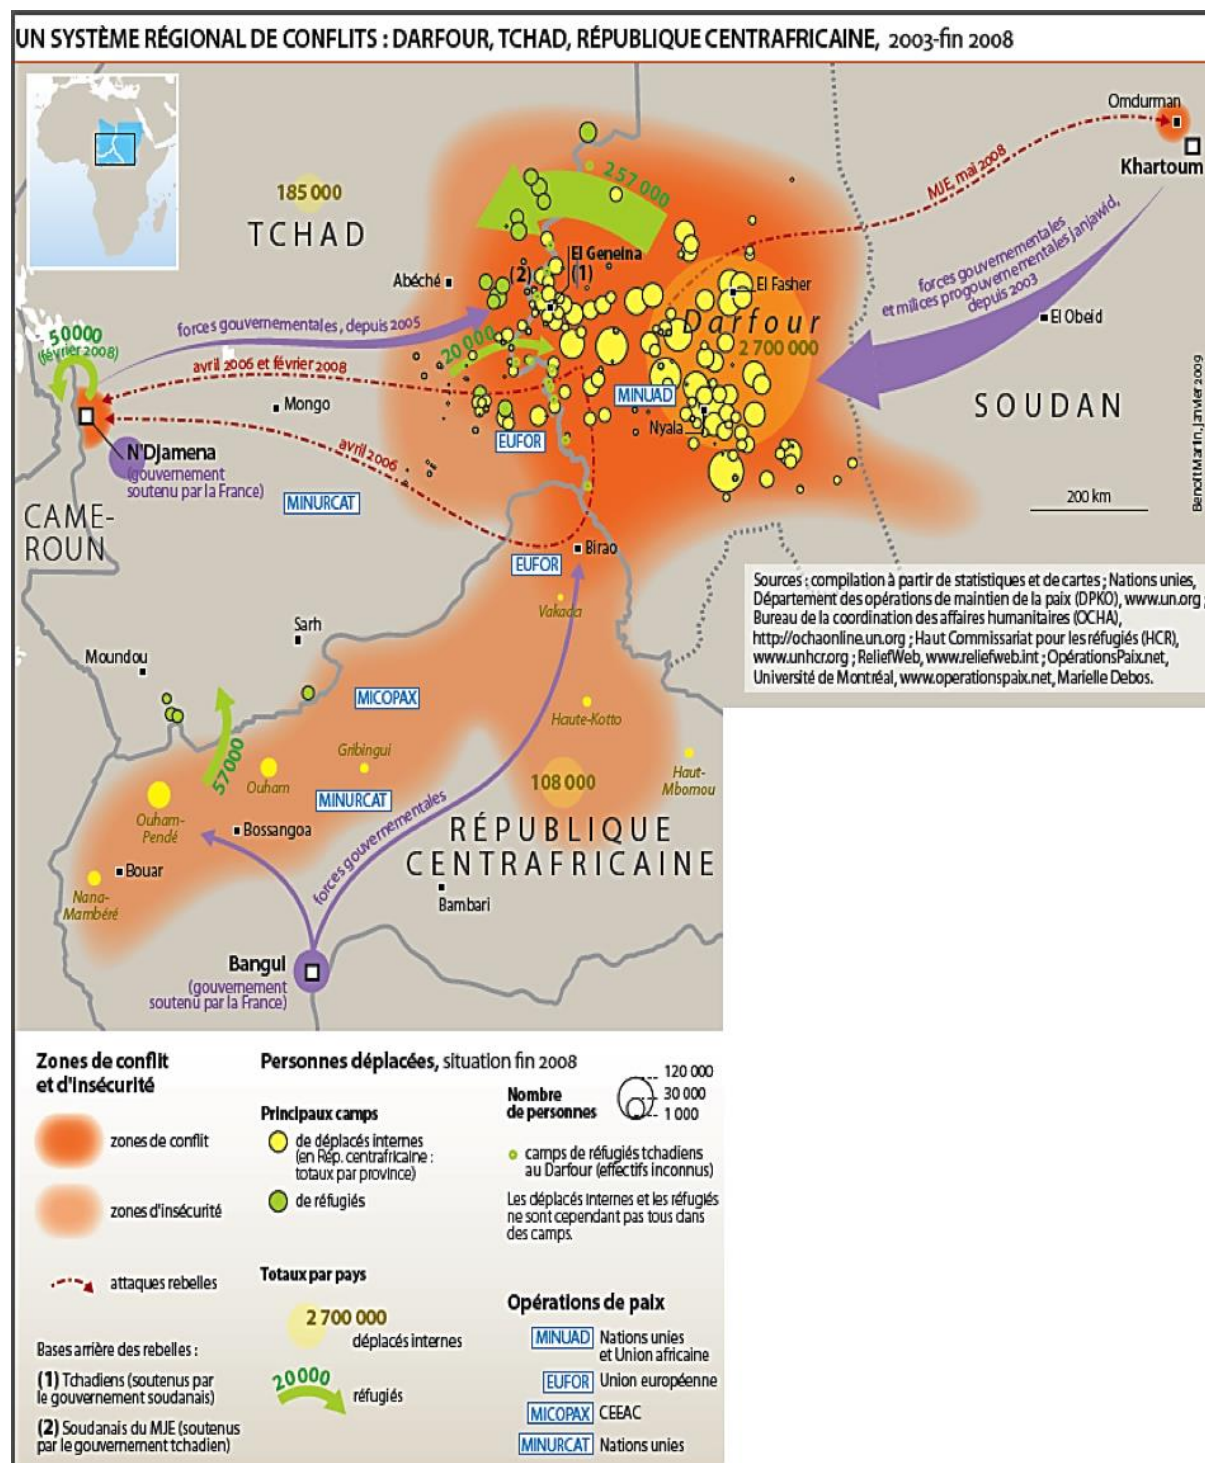 UN SYSTÈME RÉGIONAL DE CONFLITS : DARFOUR, TCHAD, RÉPUBLIQUE CENTRAFRICAINE, 2003-fin 2008
Omdurman
Khartoum
MJE, mai 2008
257 000
185 000
TCHAD
El Geneina
(1)
(2)
Abéché
El Fasher
forces gouvernementales
et milices progouvernementales janjawid,
depuis 2003
El Obeid
Darfour
2 700 000
forces gouvernementales, depuis 2005
50 000
(février 2008)
20 000
avril 2006 et février 2008
MINUAD
SOUDAN
Mongo
Nyala
EUFOR
avril 2006
N'Djamena
(gouvernement
soutenu par la France)
MINURCAT
200 km
Benoît Martin, janvier 2009
CAME-
ROUN
Birao
EUFOR
Vakaga
Sources : compilation à partir de statistiques et de cartes ; Nations unies,
Département des opérations de maintien de la paix (DPKO), www.un.org ;
Bureau de la coordination des affaires humanitaires (OCHA),
http://ochaonline.un.org ; Haut Commissariat pour les réfugiés (HCR),
www.unhcr.org ; ReliefWeb, www.reliefweb.int ; OpérationsPaix.net,
Université de Montréal, www.operationspaix.net, Marielle Debos.
Sarh
Moundou
MICOPAX
Haute-Kotto
Gribingui
57 000
Ouham
108 000
Haut-
Mbomou
MINURCAT
Ouham-
Pendé
Bossangoa
RÉPUBLIQUE
CENTRAFRICAINE
forces gouvernementales
Bouar
Nana-
Mambéré
Bambari
Bangui
(gouvernement
soutenu par la France)
Zones de conflit
et d'insécurité
zones de conflit
zones d'insécurité
attaques rebelles
Bases arrière des rebelles :
(1) Tchadiens (soutenus par
le gouvernement soudanais)
(2) Soudanais du MJE (soutenus
par le gouvernement tchadien)
Personnes déplacées, situation fin 2008
Principaux camps
de déplacés internes
(en Rép. centrafricaine :
totaux par province)
de réfugiés
Totaux par pays
2 700 000
déplacés internes
20 000
réfugiés
Nombre
de personnes
120 000
30 000
1 000
camps de réfugiés tchadiens
au Darfour (effectifs inconnus)
Les déplacés internes et les réfugiés
ne sont cependant pas tous dans
des camps.
Opérations de paix
MINUAD Nations unies
et Union africaine
EUFOR Union européenne
MICOPAX CEEAC
MINURCAT Nations unies